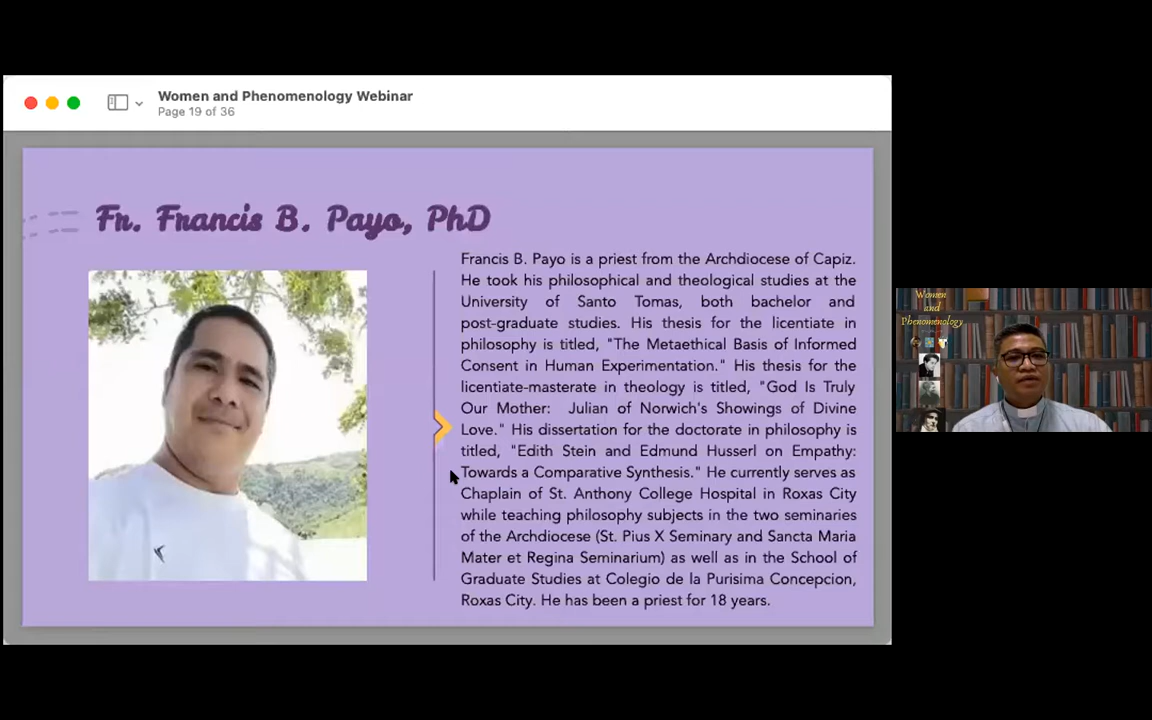 Women and Phenomenology Webinar
Page 19 of 36
Fr. Francis B. Payo, PhD
Francis B. Payo is a priest from the Archdiocese of Capiz.
He took his philosophical and theological studies at the
University of Santo Tomas, both bachelor and
post-graduate studies. His thesis for the licentiate in
philosophy is titled, "The Metaethical Basis of Informed
Consent in Human Experimentation." His thesis for the
licentiate-masterate in theology is titled, "God Is Truly
Our Mother: Julian of Norwich's Showings of Divine
Love." His dissertation for the doctorate in philosophy is
titled, "Edith Stein and Edmund Husserl on Empathy:
Towards a Comparative Synthesis." He currently serves as
Chaplain of St. Anthony College Hospital in Roxas City
while teaching philosophy subjects in the two seminaries
of the Archdiocese (St. Pius X Seminary and Sancta Maria
Mater et Regina Seminarium) as well as in the School of
Graduate Studies at Colegio de la Purisima Concepcion,
Roxas City. He has been a priest for 18 years.
Women
and
Phenomenology